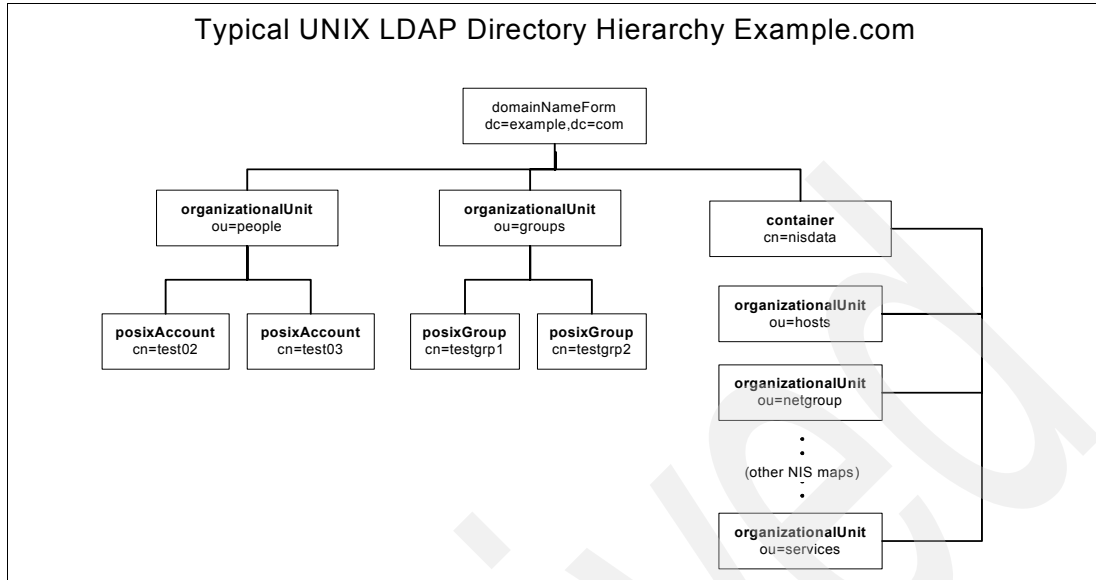 Typical UNIX LDAP Directory Hierarchy Example.com
domainNameForm
dc=example,dc=com
organizationalUnit
ou=people
organizationalUnit
ou=groups
container
cn=nisdata
posixAccount
cn=test02
posixAccount
cn=test03
posixGroup
cn=testgrp1
posixGroup
cn=testgrp2
organizationalUnit
ou=hosts
organizationalUnit
ou=netgroup
(other NIS maps)
organizationalUnit
ou=services